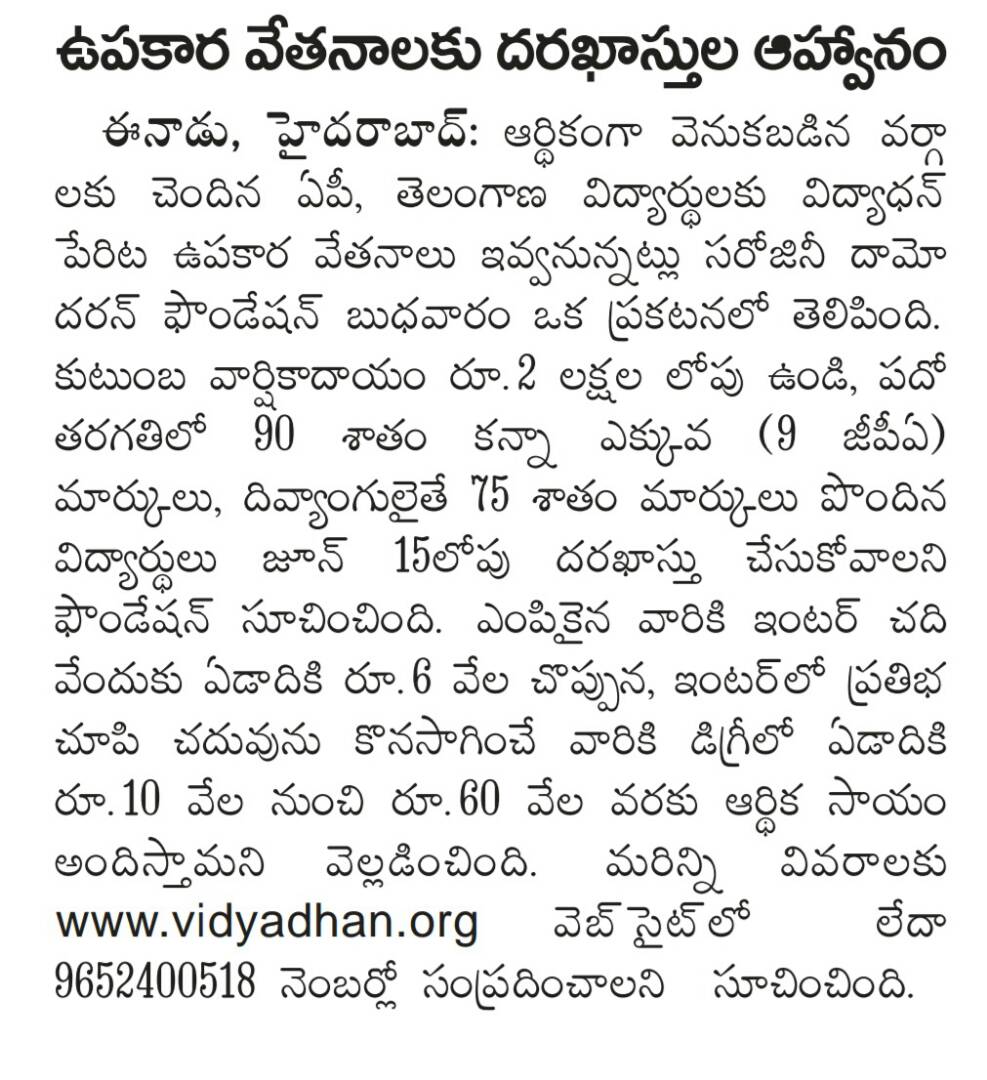 ఉపకార వేతనాలకు దరఖాస్తుల ఆహ్వానం
ఈనాడు, హైదరాబాద్: ఆర్థికంగా వెనుకబడిన వర్గా
లకు చెందిన ఏపీ, తెలంగాణ విద్యార్థులకు విద్యాధన్
పేరిట ఉపకార వేతనాలు ఇవ్వనున్నట్లు సరోజినీ దామో
దరన్ ఫౌండేషన్ బుధవారం ఒక ప్రకటనలో తెలిపింది.
కుటుంబ వార్షికాదాయం రూ.2 లక్షల లోపు ఉండి, పదో
తరగతిలో 90 శాతం కన్నా ఎక్కువ (9 జీపీఏ)
మార్కులు, దివ్యాంగులైతే 75 శాతం మార్కులు పొందిన
విద్యార్థులు జూన్ 15లోపు దరఖాస్తు చేసుకోవాలని
ఫౌండేషన్ సూచించింది. ఎంపికైన వారికి ఇంటర్ చది
వేందుకు ఏడాదికి రూ.6 వేల చొప్పున, ఇంటర్‌లో ప్రతిభ
చూపి చదువును కొనసాగించే వారికి డిగ్రీలో ఏడాదికి
రూ.10 వేల నుంచి రూ.60 వేల వరకు ఆర్థిక సాయం
అందిస్తామని వెల్లడించింది. మరిన్ని వివరాలకు
www.vidyadhan.org వెబ్ సైట్ లో లేదా
9652400518 నెంబర్లో సంప్రదించాలని సూచించింది.